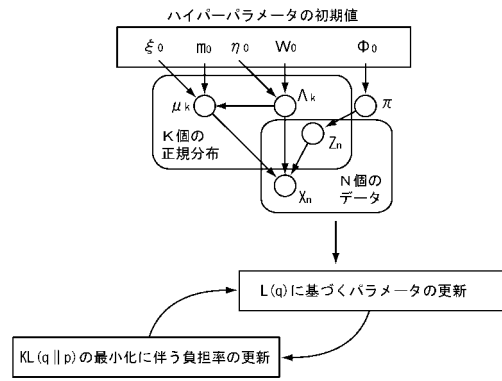 ハイパーパラメータの初期値
ξ₀ m₀ η₀ W₀ Φ₀
μk Λk π
K個の
正規分布
Zn
N個の
データ
χn
L(q)に基づくパラメータの更新
KL(q‖p)の最小化に伴う負担率の更新